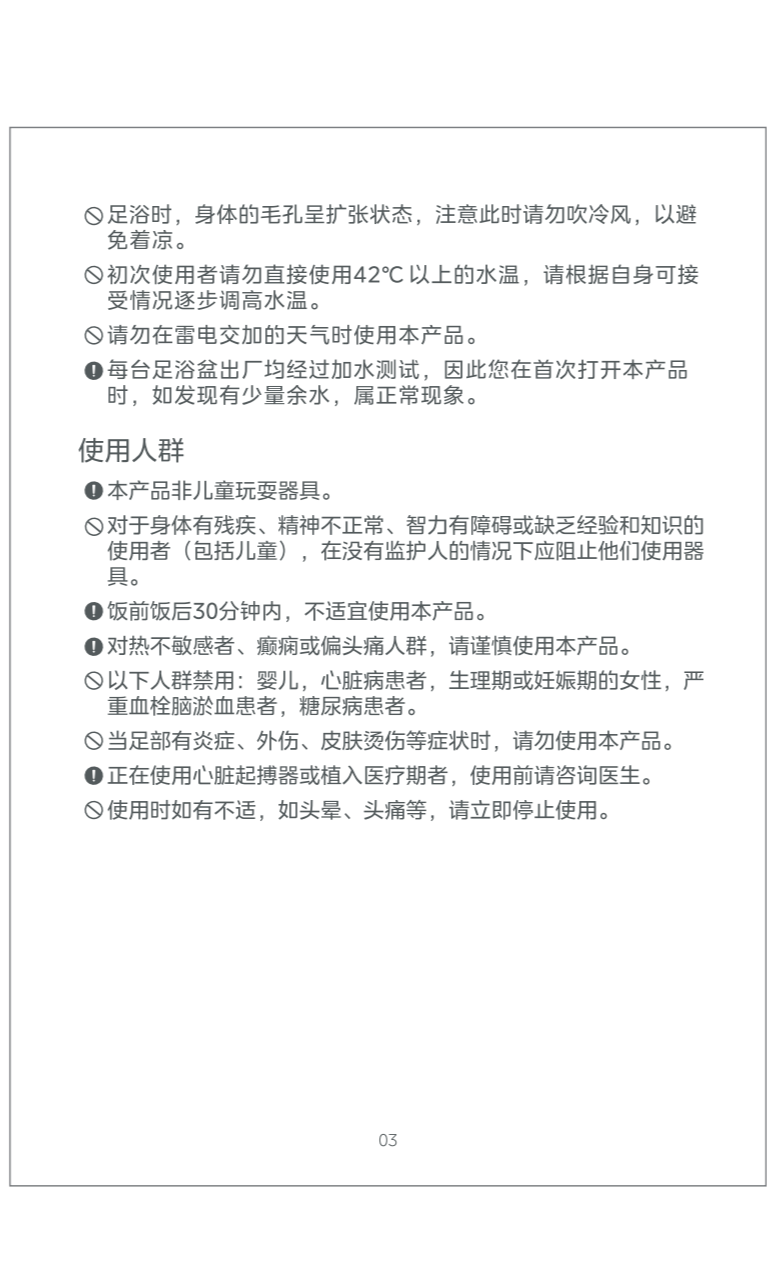 足浴时，身体的毛孔呈扩张状态，注意此时请勿吹冷风，以避
免着凉。
初次使用者请勿直接使用42℃以上的水温，请根据自身可接
受情况逐步调高水温。
请勿在雷电交加的天气时使用本产品。
每台足浴盆出厂均经过加水测试，因此您在首次打开本产品
时，如发现有少量余水，属正常现象。
使用人群
本产品非儿童玩耍器具。
对于身体有残疾、精神不正常、智力有障碍或缺乏经验和知识的
使用者（包括儿童），在没有监护人的情况下应阻止他们使用器
具。
饭前饭后30分钟内，不适宜使用本产品。
对热不敏感者、癫痫或偏头痛人群，请谨慎使用本产品。
以下人群禁用：婴儿，心脏病患者，生理期或妊娠期的女性，严
重血栓脑淤血患者，糖尿病患者。
当足部有炎症、外伤、皮肤烫伤等症状时，请勿使用本产品。
正在使用心脏起搏器或植入医疗期者，使用前请咨询医生。
使用时如有不适，如头晕、头痛等，请立即停止使用。
03